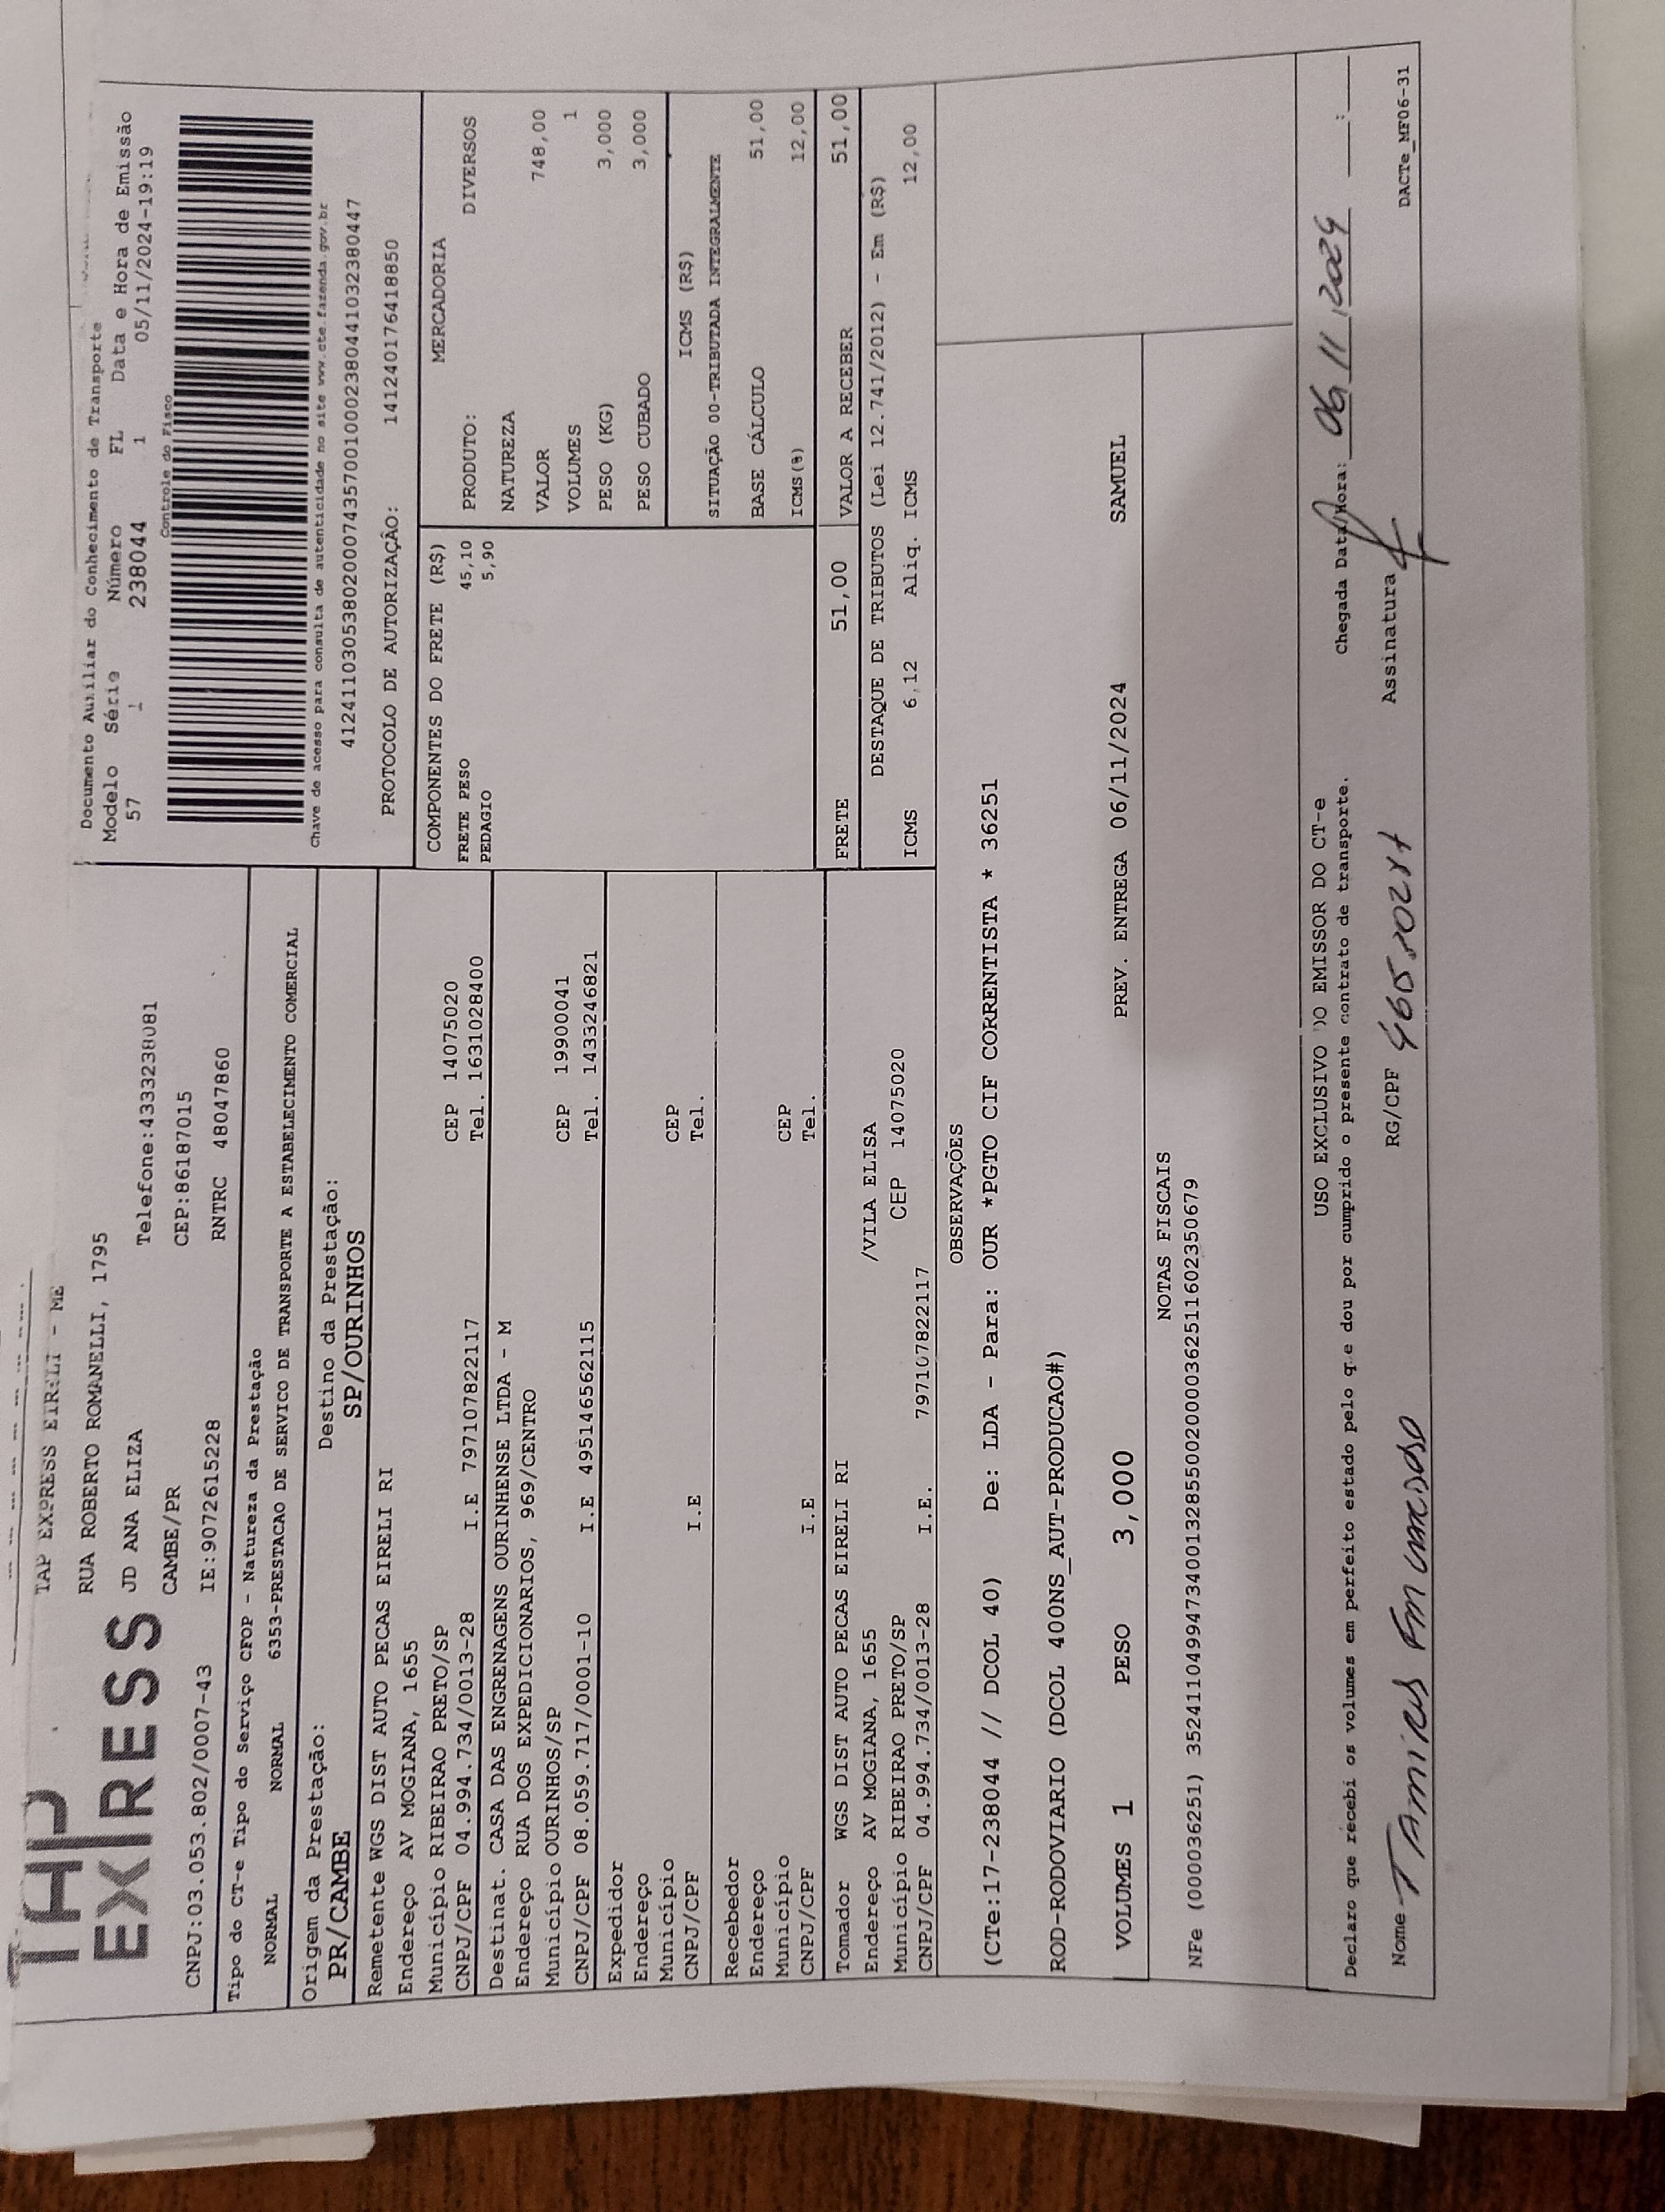 TAP
EXPRESS
TAP EXPRESS EIRELI - ME
RUA ROBERTO ROMANELLI, 1795
JD ANA ELIZA Telefone:4333238081
CAMBE/PR CEP:86187015
CNPJ:03.053.802/0007-43 IE:9072615228 RNTRC 48047860
Documento Auxiliar do Conhecimento de Transporte
Modelo Série Número FL Data e Hora de Emissão
57 1 238044 1 05/11/2024-19:19
Controle do Fisco
Chave de acesso para consulta de autenticidade no site www.cte.fazenda.gov.br
41241103053802000743570010002380441032380447
PROTOCOLO DE AUTORIZAÇÃO: 141240176418850
Tipo do CT-e Tipo do Serviço CFOP - Natureza da Prestação
NORMAL NORMAL 6353-PRESTACAO DE SERVICO DE TRANSPORTE A ESTABELECIMENTO COMERCIAL
Origem da Prestação: Destino da Prestação:
PR/CAMBE SP/OURINHOS
Remetente WGS DIST AUTO PECAS EIRELI RI
Endereço AV MOGIANA, 1655
Município RIBEIRAO PRETO/SP CEP 14075020
CNPJ/CPF 04.994.734/0013-28 I.E 797107822117 Tel. 1631028400
Destinat. CASA DAS ENGRENAGENS OURINHENSE LTDA - M
Endereço RUA DOS EXPEDICIONARIOS, 969/CENTRO
Município OURINHOS/SP CEP 19900041
CNPJ/CPF 08.059.717/0001-10 I.E 495146562115 Tel. 1433246821
Expedidor
Endereço
Município CEP
CNPJ/CPF I.E Tel.
Recebedor
Endereço
Município CEP
CNPJ/CPF I.E Tel.
Tomador WGS DIST AUTO PECAS EIRELI RI
Endereço AV MOGIANA, 1655 /VILA ELISA
Município RIBEIRAO PRETO/SP CEP 14075020
CNPJ/CPF 04.994.734/0013-28 I.E. 797107822117
COMPONENTES DO FRETE (R$)
FRETE PESO 45,10
PEDAGIO 5,90
MERCADORIA
PRODUTO: DIVERSOS
NATUREZA
VALOR 748,00
VOLUMES 1
PESO (KG) 3,000
PESO CUBADO 3,000
ICMS (R$)
SITUAÇÃO 00-TRIBUTADA INTEGRALMENTE
BASE CÁLCULO 51,00
ICMS(%) 12,00
FRETE 51,00 VALOR A RECEBER 51,00
DESTAQUE DE TRIBUTOS (Lei 12.741/2012) - Em (R$)
ICMS 6,12 Aliq. ICMS 12,00
OBSERVAÇÕES
(CTe:17-238044 // DCOL 40) De: LDA - Para: OUR *PGTO CIF CORRENTISTA * 36251
ROD-RODOVIARIO (DCOL 400NS_AUT-PRODUCAO#)
VOLUMES 1 PESO 3,000 PREV. ENTREGA 06/11/2024 SAMUEL
NOTAS FISCAIS
NFe (000036251) 35241104994734001328550020000362511602350679
USO EXCLUSIVO DO EMISSOR DO CT-e
Declaro que recebi os volumes em perfeito estado pelo que dou por cumprido o presente contrato de transporte. Chegada Data/Hora: 06/11/2024 :
Nome Tamires RG/CPF Assinatura
DACTe_MF06-31